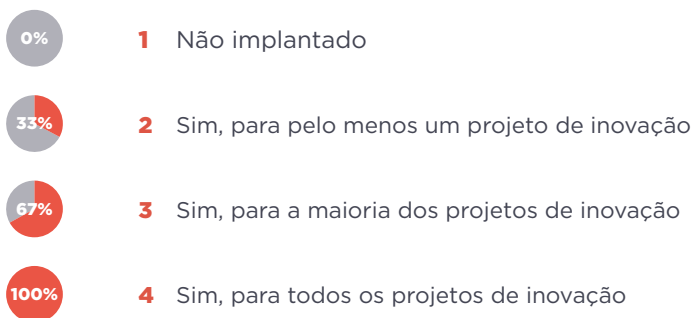 0% 1 Não implantado
33% 2 Sim, para pelo menos um projeto de inovação
67% 3 Sim, para a maioria dos projetos de inovação
100% 4 Sim, para todos os projetos de inovação